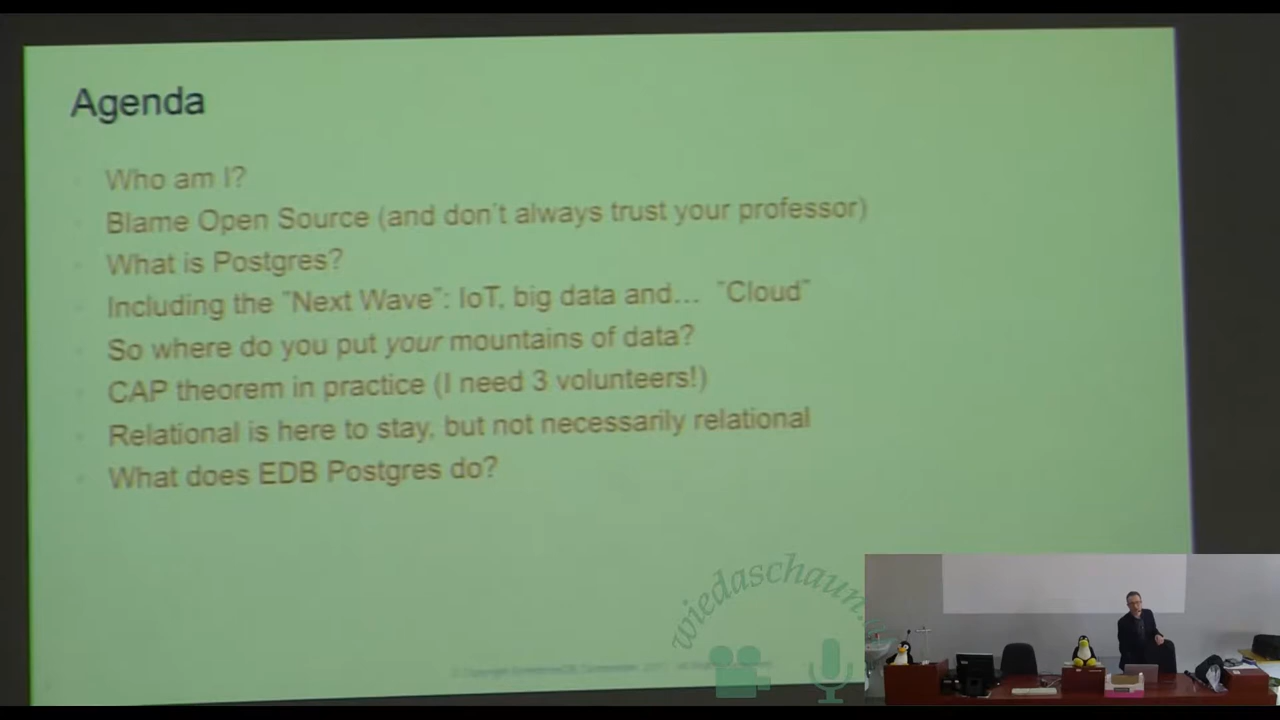 Agenda
Who am I?
Blame Open Source (and don't always trust your professor)
What is Postgres?
Including the "Next Wave": IoT, big data and... "Cloud"
So where do you put your mountains of data?
CAP theorem in practice (I need 3 volunteers!)
Relational is here to stay, but not necessarily relational
What does EDB Postgres do?
wiedaschaun